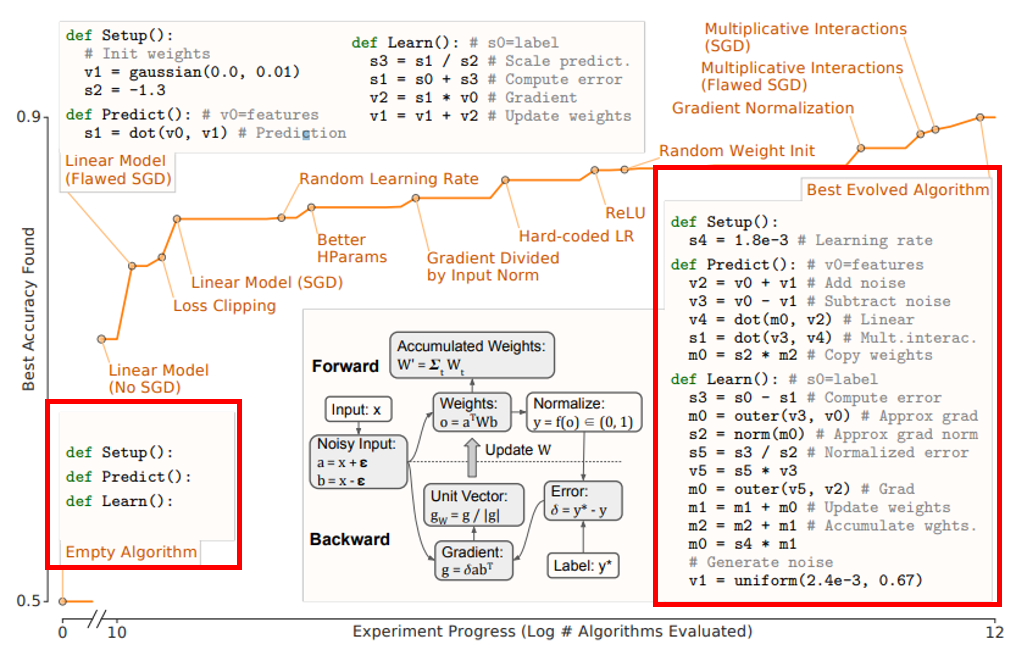 def Setup():
# Init weights
v1 = gaussian(0.0, 0.01)
s2 = -1.3
def Predict(): # v0=features
s1 = dot(v0, v1) # Prediction
def Learn(): # s0=label
s3 = s1 / s2 # Scale predict.
s1 = s0 + s3 # Compute error
v2 = s1 * v0 # Gradient
v1 = v1 + v2 # Update weights
Multiplicative Interactions
(SGD)
Multiplicative Interactions
(Flawed SGD)
Gradient Normalization
Random Weight Init
0.9
Linear Model
(Flawed SGD)
Random Learning Rate
ReLU
Hard-coded LR
Better
HParams
Gradient Divided
by Input Norm
Linear Model (SGD)
Loss Clipping
Linear Model
(No SGD)
Best Accuracy Found
Best Evolved Algorithm
def Setup():
s4 = 1.8e-3 # Learning rate
def Predict(): # v0=features
v2 = v0 + v1 # Add noise
v3 = v0 - v1 # Subtract noise
v4 = dot(m0, v2) # Linear
s1 = dot(v3, v4) # Mult.interac.
m0 = s2 * m2 # Copy weights
def Learn(): # s0=label
s3 = s0 - s1 # Compute error
m0 = outer(v3, v0) # Approx grad
s2 = norm(m0) # Approx grad norm
s5 = s3 / s2 # Normalized error
v5 = s5 * v3
m0 = outer(v5, v2) # Grad
m1 = m1 + m0 # Update weights
m2 = m2 + m1 # Accumulate wghts.
m0 = s4 * m1
# Generate noise
v1 = uniform(2.4e-3, 0.67)
Forward
Accumulated Weights:
W' = Σt Wt
Input: x
Weights:
o = aᵀWb
Normalize:
y = f(o) ∈ (0, 1)
Noisy Input:
a = x + ε
b = x - ε
Update W
Unit Vector:
gw = g / |g|
Error:
δ = y* - y
Backward
Gradient:
g = δabᵀ
Label: y*
def Setup():
def Predict():
def Learn():
Empty Algorithm
0.5
0
10
Experiment Progress (Log # Algorithms Evaluated)
12